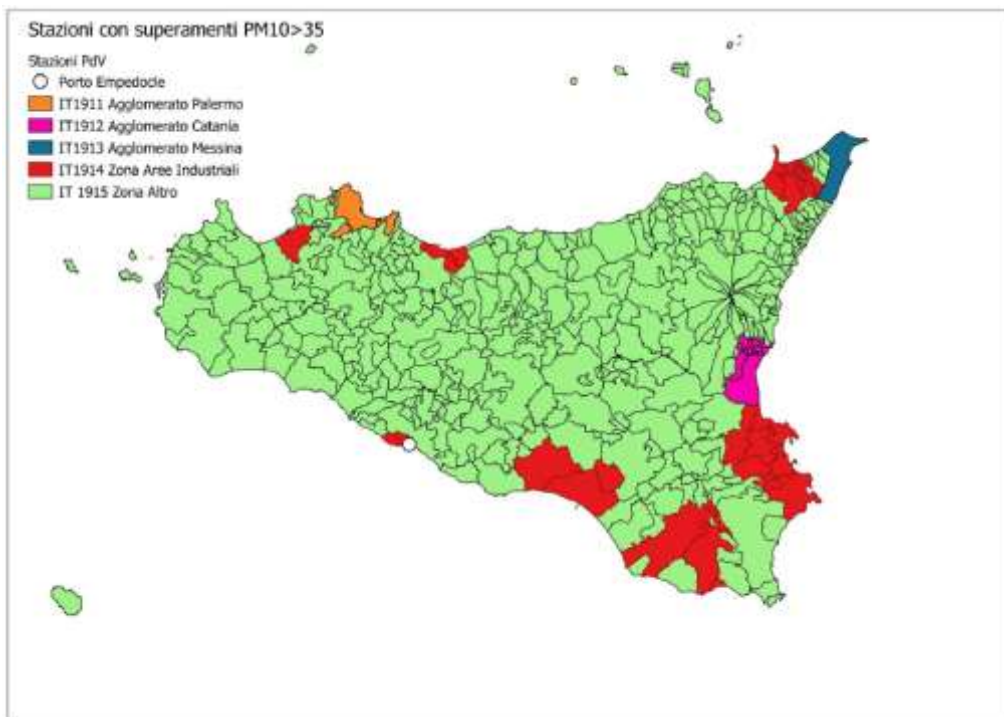 Stazioni con superamenti PM10>35
Stazioni PdV
Porto Empedocle
IT1911 Agglomerato Palermo
IT1912 Agglomerato Catania
IT1913 Agglomerato Messina
IT1914 Zona Aree Industriali
IT 1915 Zona Altro